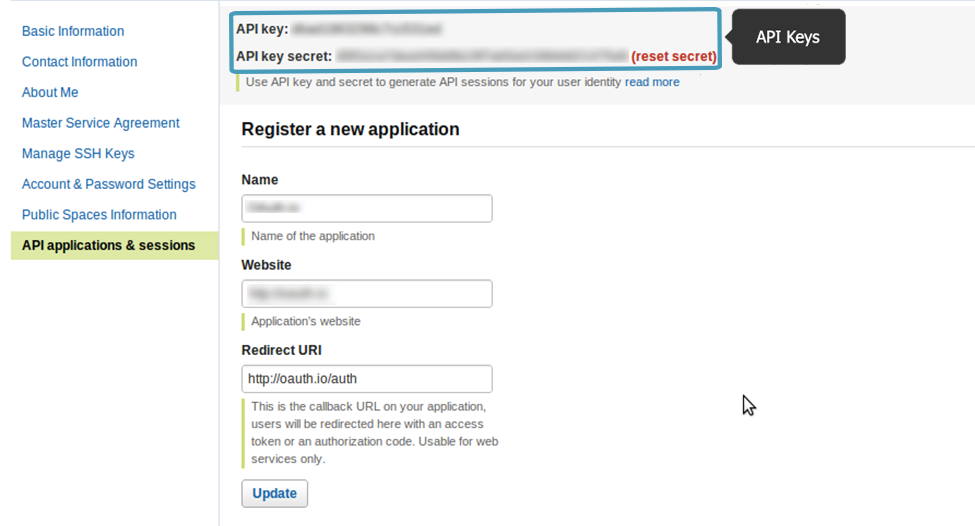 Basic Information
Contact Information
About Me
Master Service Agreement
Manage SSH Keys
Account & Password Settings
Public Spaces Information
API applications & sessions
API key:
API key secret: (reset secret)
API Keys
Use API key and secret to generate API sessions for your user identity read more
Register a new application
Name
Name of the application
Website
Application's website
Redirect URI
http://oauth.io/auth
This is the callback URL on your application,
users will be redirected here with an access
token or an authorization code. Usable for web
services only.
Update